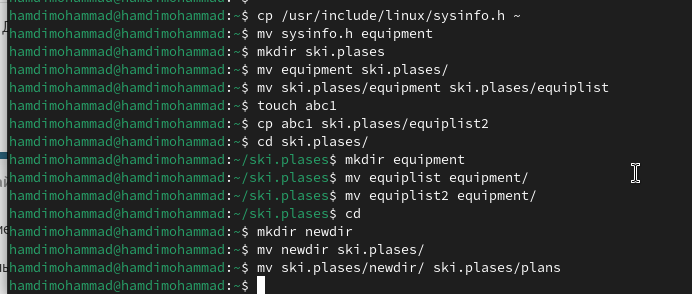 hamdimohammad@hamdimohammad:~$ cp /usr/include/linux/sysinfo.h ~
hamdimohammad@hamdimohammad:~$ mv sysinfo.h equipment
hamdimohammad@hamdimohammad:~$ mkdir ski.plases
hamdimohammad@hamdimohammad:~$ mv equipment ski.plases/
hamdimohammad@hamdimohammad:~$ mv ski.plases/equipment ski.plases/equiplist
hamdimohammad@hamdimohammad:~$ touch abc1
hamdimohammad@hamdimohammad:~$ cp abc1 ski.plases/equiplist2
hamdimohammad@hamdimohammad:~$ cd ski.plases/
hamdimohammad@hamdimohammad:~/ski.plases$ mkdir equipment
hamdimohammad@hamdimohammad:~/ski.plases$ mv equiplist equipment/
hamdimohammad@hamdimohammad:~/ski.plases$ mv equiplist2 equipment/
hamdimohammad@hamdimohammad:~/ski.plases$ cd
hamdimohammad@hamdimohammad:~$ mkdir newdir
hamdimohammad@hamdimohammad:~$ mv newdir ski.plases/
hamdimohammad@hamdimohammad:~$ mv ski.plases/newdir/ ski.plases/plans
hamdimohammad@hamdimohammad:~$